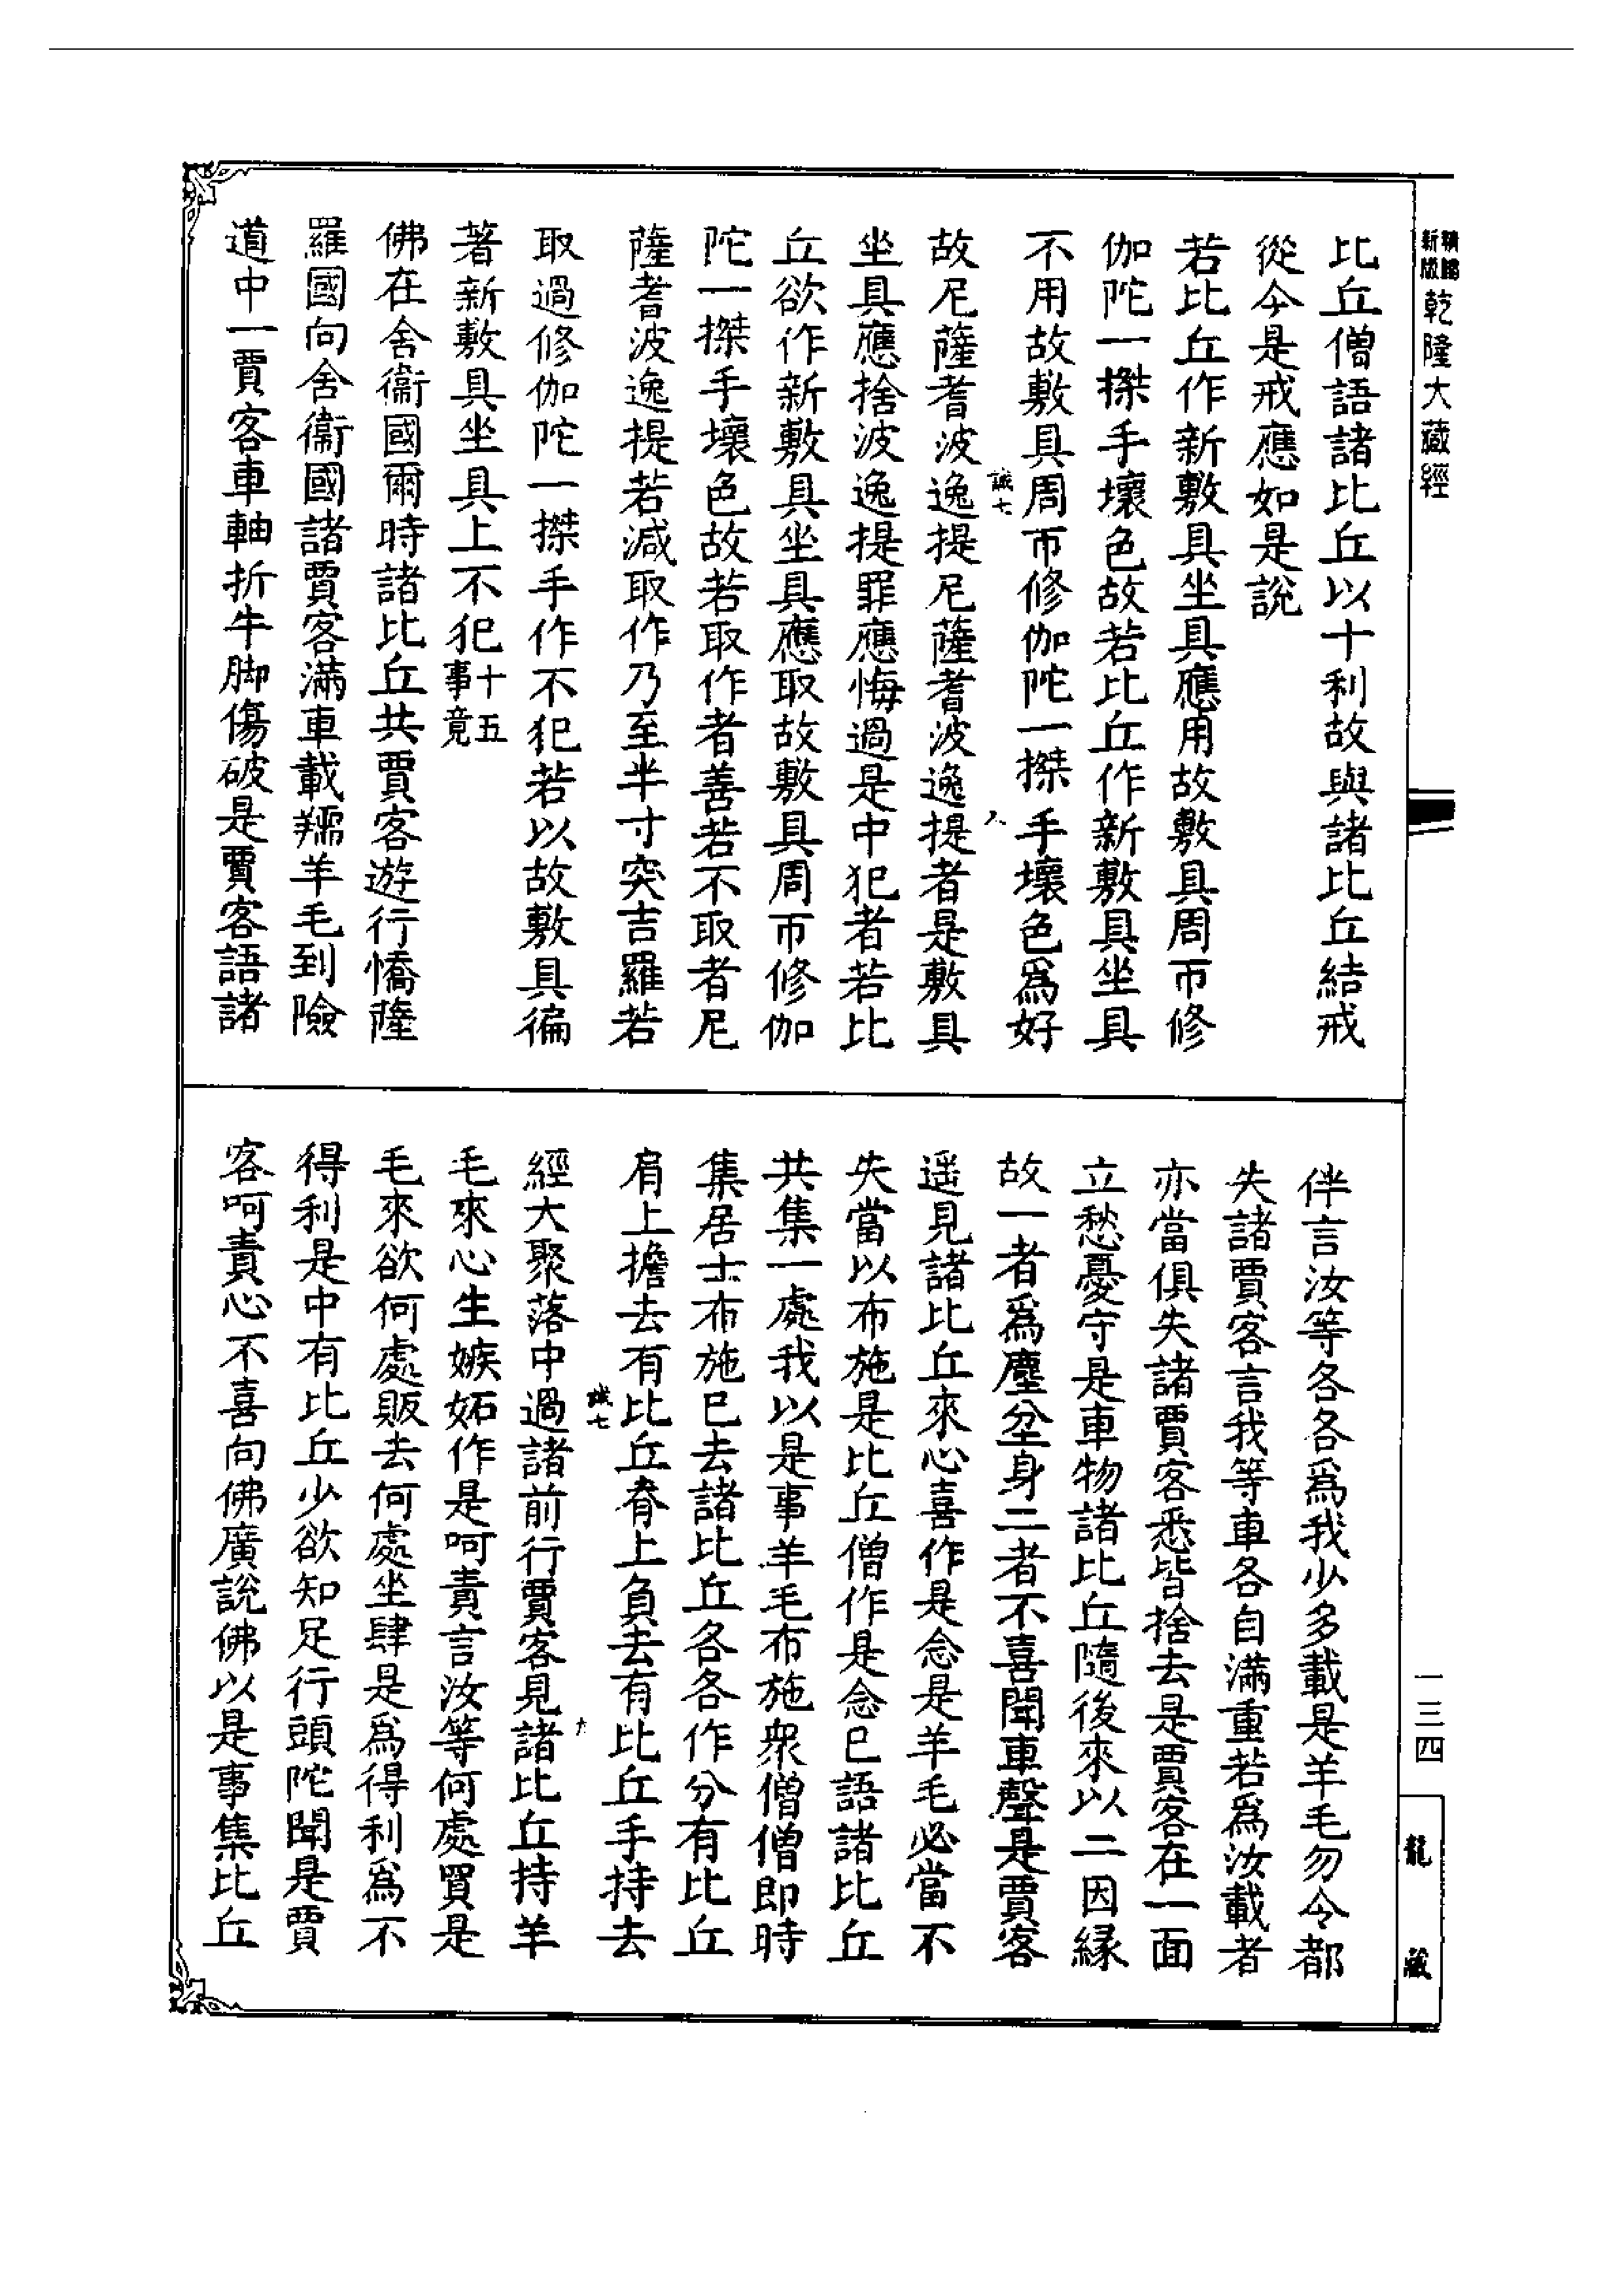 新版
乾隆大藏經
比丘僧語諸比丘以十利故與諸比丘結戒
從今是戒應如是說
若比丘作新敷具坐具應用故敷具周帀修
伽陀一搩手壞色故若比丘作新敷具坐具
不用故敷具周帀修伽陀一搩手壞色爲好
誠七
八
故尼薩耆波逸提尼薩耆波逸提者是敷具
坐具應捨波逸提罪應悔過是中犯者若比
丘欲作新敷具坐具應取故敷具周帀修伽
陀一搩手壞色故若取作者善若不取者尼
薩耆波逸提若減取作乃至半寸突吉羅若
取過修伽陀一搩手作不犯若以故敷具徧
著新敷具坐具上不犯十五事竟
佛在舍衞國爾時諸比丘共賈客遊行憍薩
羅國向舍衞國諸賈客滿車載羺羊毛到險
道中一賈客車軸折牛脚傷破是賈客語諸
伴言汝等各各爲我少多載是羊毛勿令都
失諸賈客言我等車各自滿重若爲汝載者
亦當俱失諸賈客悉皆捨去是賈客在一面
立愁憂守是車物諸比丘隨後來以二因緣
故一者爲塵坌身二者不喜聞車聲是賈客
遥見諸比丘來心喜作是念是羊毛必當不
失當以布施是比丘僧作是念已語諸比丘
共集一處我以是事羊毛布施衆僧僧即時
集居士布施已去諸比丘各各作分有比丘
肩上擔去有比丘脊上負去有比丘手持去
誠七
九
經大聚落中過諸前行賈客見諸比丘持羊
毛來心生嫉妬作是呵責言汝等何處買是
毛來欲何處販去何處坐肆是爲得利爲不
得利是中有比丘少欲知足行頭陀聞是賈
客呵責心不喜向佛廣說佛以是事集比丘
一三四
龍藏